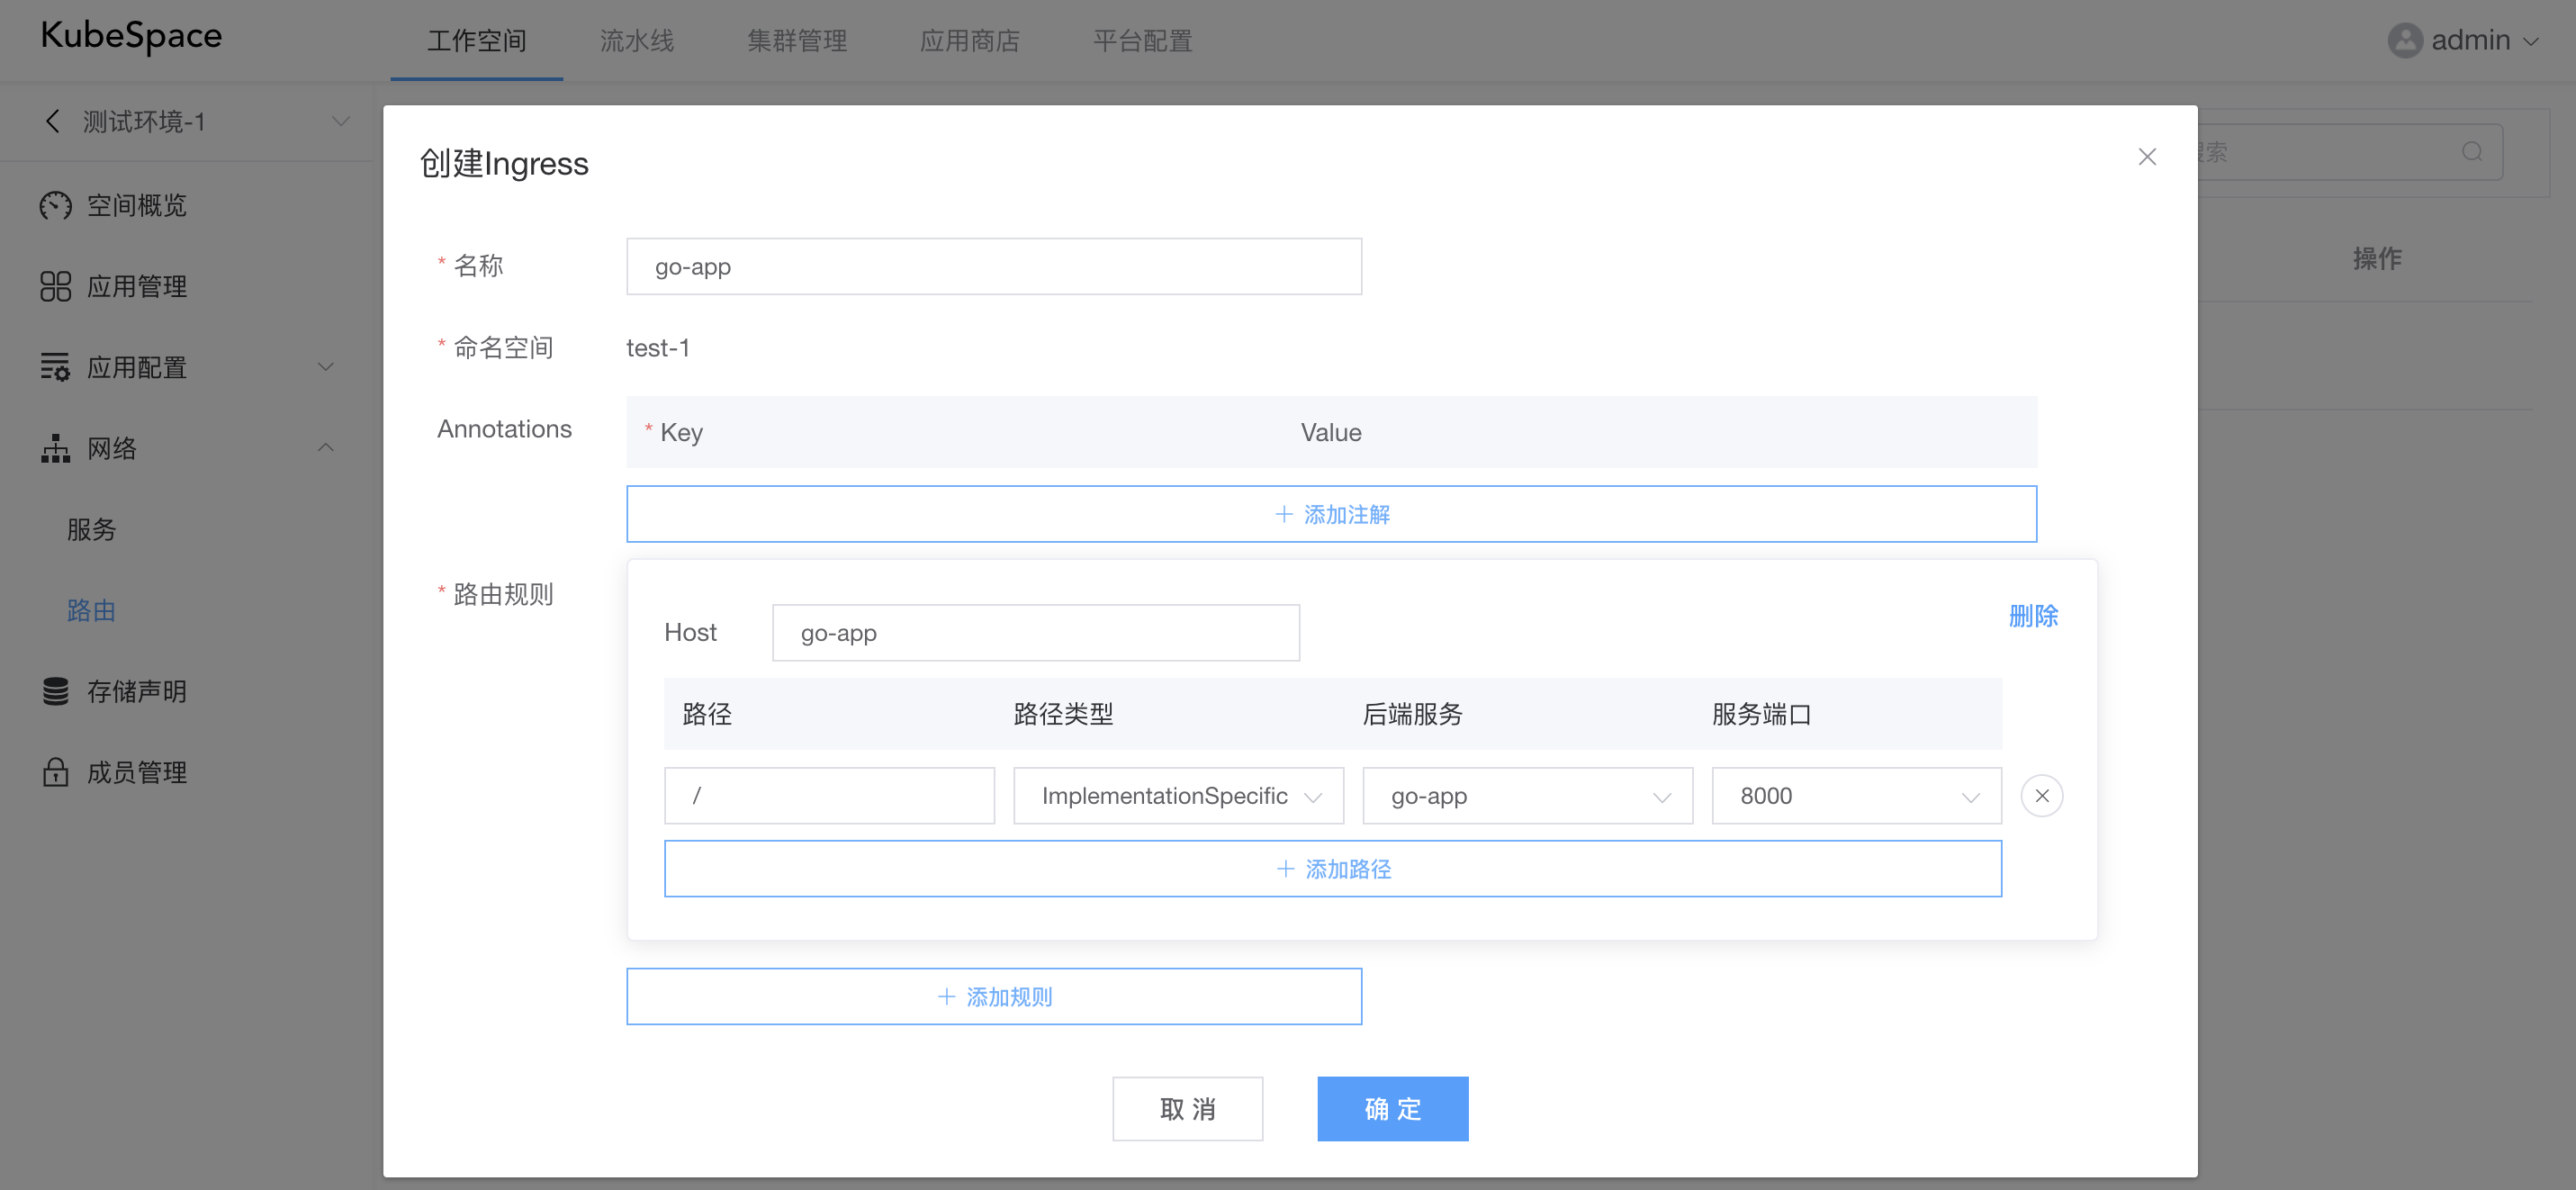 KubeSpace
工作空间 流水线 集群管理 应用商店 平台配置
admin
测试环境-1
空间概览
应用管理
应用配置
网络
服务
路由
存储声明
成员管理
搜索
操作
创建Ingress
* 名称 go-app
* 命名空间 test-1
Annotations * Key Value
+ 添加注解
* 路由规则
删除
Host go-app
路径 路径类型 后端服务 服务端口
/ ImplementationSpecific go-app 8000
+ 添加路径
+ 添加规则
取 消 确 定